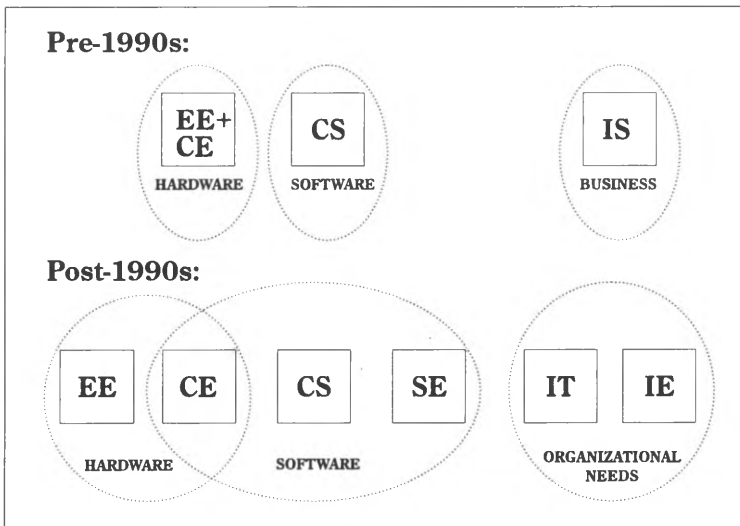 Pre-1990s:
EE+
CE
HARDWARE
CS
SOFTWARE
IS
BUSINESS
Post-1990s:
EE
CE
CS
SE
IT
IE
HARDWARE
SOFTWARE
ORGANIZATIONAL
NEEDS